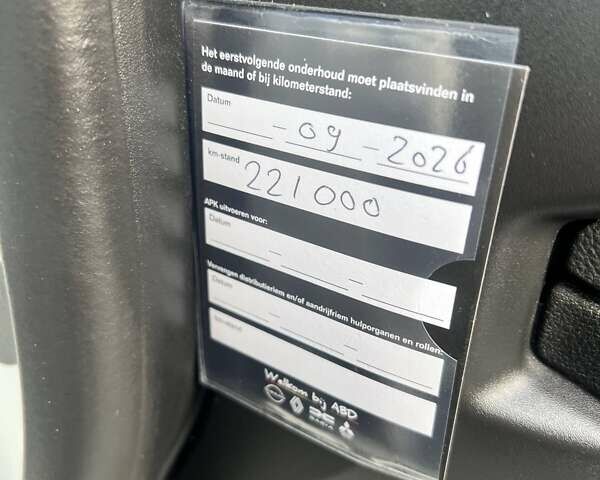 Het eerstvolgende onderhoud moet plaatsvinden in
de maand of bij kilometerstand:
Datum
- 09 - 2026
km-stand
221000
APK uitvoeren voor:
Datum
- -
Vervangen distributieriem en/of aandrijfriem hulporganen en rollen:
Datum
- -
km-stand
Welkom bij ABD
DACIA